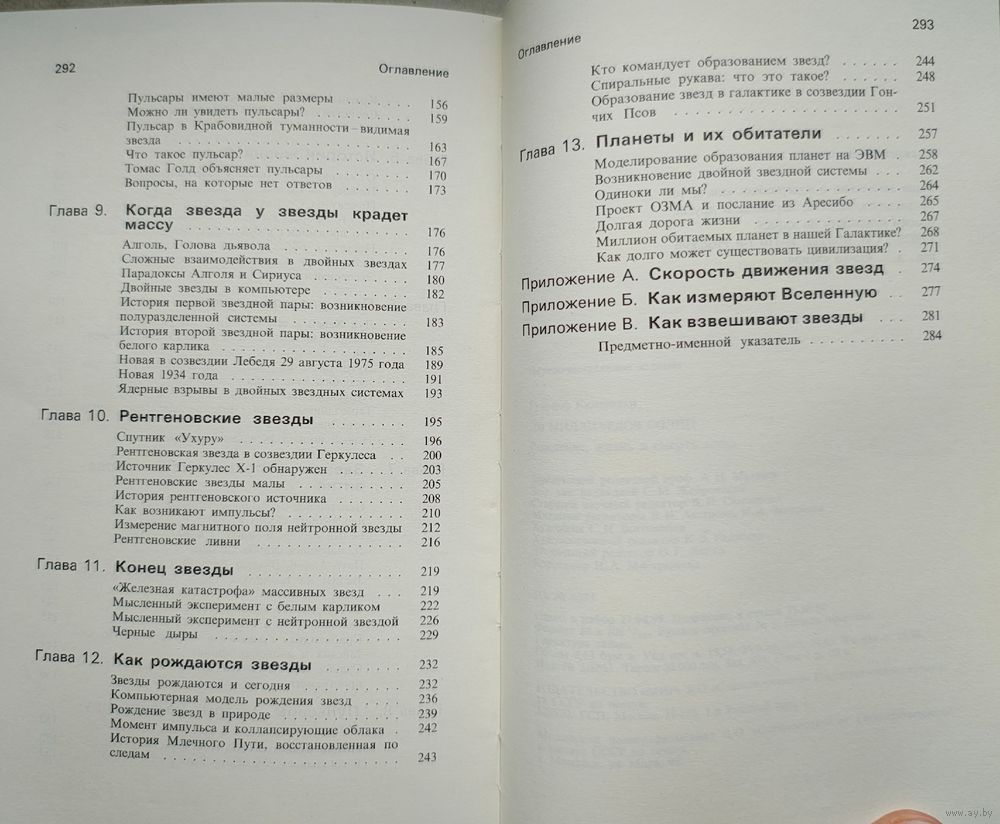 292 Оглавление
Пульсары имеют малые размеры . . . . . . . 156
Можно ли увидеть пульсары? . . . . . . . . 159
Пульсар в Крабовидной туманности – видимая
звезда . . . . . . . . . . . . . . . . . 163
Что такое пульсар? . . . . . . . . . . . . 167
Томас Голд объясняет пульсары . . . . . . . 170
Вопросы, на которые нет ответов . . . . . . 173
Глава 9. Когда звезда у звезды крадет
массу . . . . . . . . . . . . . . . . . 176
Алголь, Голова дьявола . . . . . . . . . . 176
Сложные взаимодействия в двойных звездах 177
Парадоксы Алголя и Сириуса . . . . . . . . 180
Двойные звезды в компьютере . . . . . . . . 182
История первой звездной пары: возникновение
полуразделенной системы . . . . . . . . . . 183
История второй звездной пары: возникновение
белого карлика . . . . . . . . . . . . . . 185
Новая в созвездии Лебедя 29 августа 1975 года 189
Новая 1934 года . . . . . . . . . . . . . . 191
Ядерные взрывы в двойных звездных системах 193
Глава 10. Рентгеновские звезды . . . . . . . . 195
Спутник «Ухуру» . . . . . . . . . . . . . . 196
Рентгеновская звезда в созвездии Геркулеса . . 200
Источник Геркулес Х-1 обнаружен . . . . . . 203
Рентгеновские звезды малы . . . . . . . . . 205
История рентгеновского источника . . . . . . 208
Как возникают импульсы? . . . . . . . . . . 210
Измерение магнитного поля нейтронной звезды 212
Рентгеновские ливни . . . . . . . . . . . . 216
Глава 11. Конец звезды . . . . . . . . . . . . 219
«Железная катастрофа» массивных звезд . . . 219
Мысленный эксперимент с белым карликом 222
Мысленный эксперимент с нейтронной звездой 226
Черные дыры . . . . . . . . . . . . . . . 229
Глава 12. Как рождаются звезды . . . . . . . . 232
Звезды рождаются и сегодня . . . . . . . . . 232
Компьютерная модель рождения звезд . . . . 236
Рождение звезд в природе . . . . . . . . . . 239
Момент импульса и коллапсирующие облака . 242
История Млечного Пути, восстановленная по
следам . . . . . . . . . . . . . . . . . 243
Оглавление 293
Кто командует образованием звезд? . . . . . . 244
Спиральные рукава: что это такое? . . . . . . 248
Образование звезд в галактике в созвездии Гон-
чих Псов . . . . . . . . . . . . . . . . 251
Глава 13. Планеты и их обитатели . . . . . . . 257
Моделирование образования планет на ЭВМ . 258
Возникновение двойной звездной системы . . . 262
Одиноки ли мы? . . . . . . . . . . . . . . 264
Проект ОЗМА и послание из Аресибо . . . . 265
Долгая дорога жизни . . . . . . . . . . . . 267
Миллион обитаемых планет в нашей Галактике? 268
Как долго может существовать цивилизация? . 271
Приложение А. Скорость движения звезд . 274
Приложение Б. Как измеряют Вселенную . . 277
Приложение В. Как взвешивают звезды . . . 281
Предметно-именной указатель . . . . . . . . 284
www.ay.by